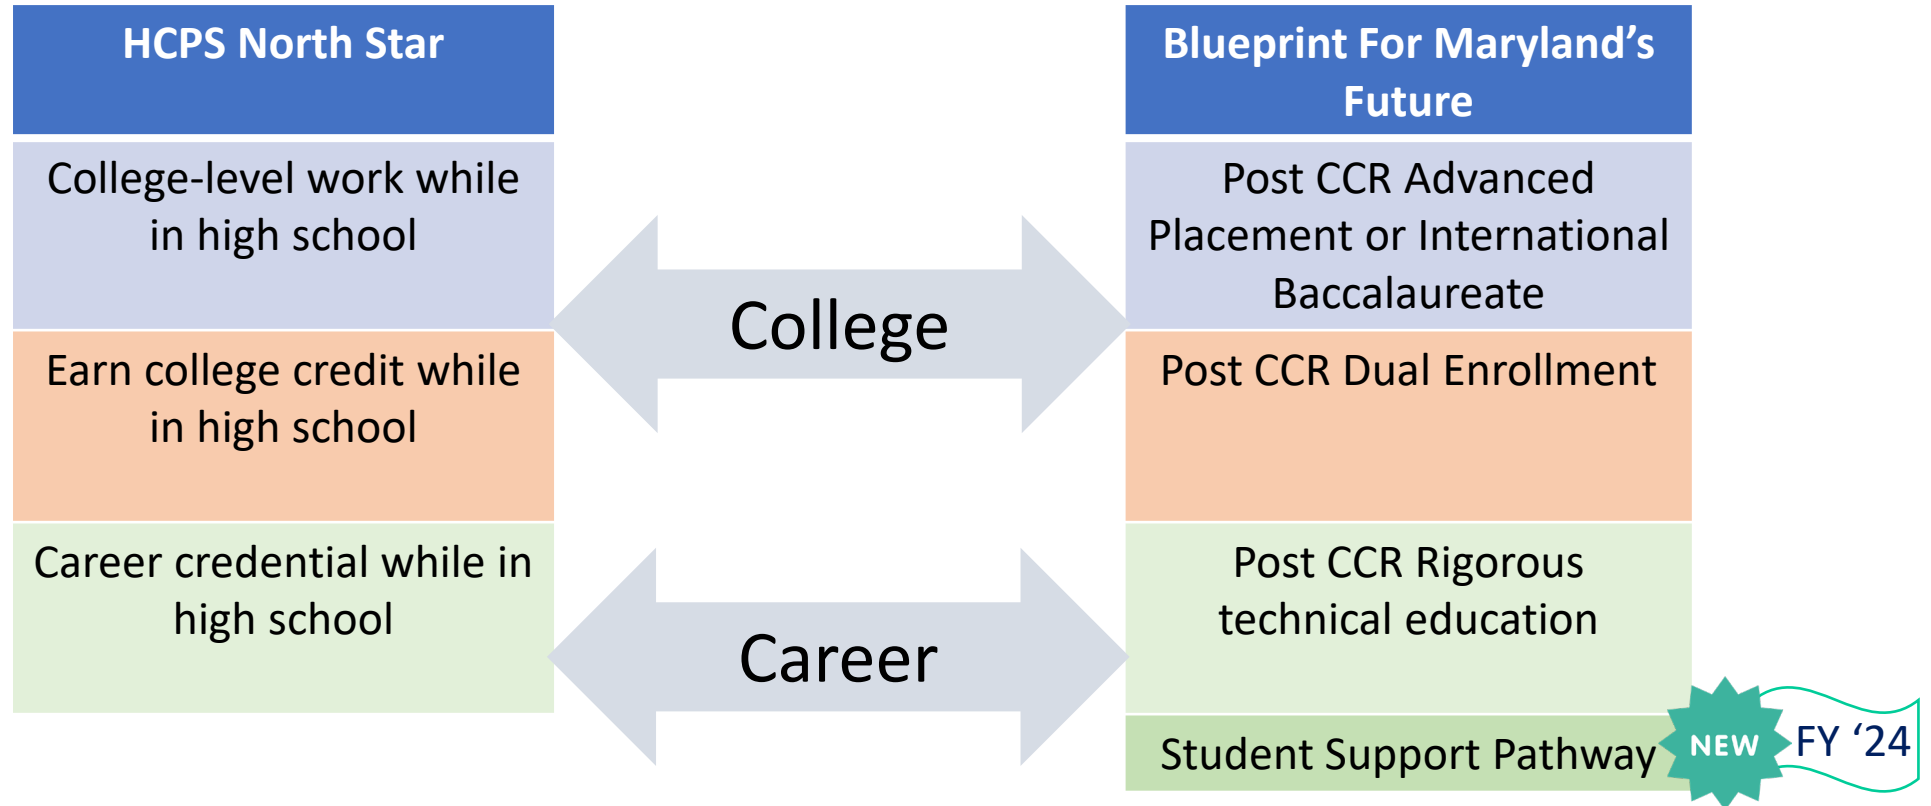 HCPS North Star
College-level work while
in high school
Earn college credit while
in high school
Career credential while in
high school
College
Career
Blueprint For Maryland’s
Future
Post CCR Advanced
Placement or International
Baccalaureate
Post CCR Dual Enrollment
Post CCR Rigorous
technical education
Student Support Pathway
NEW
FY ‘24